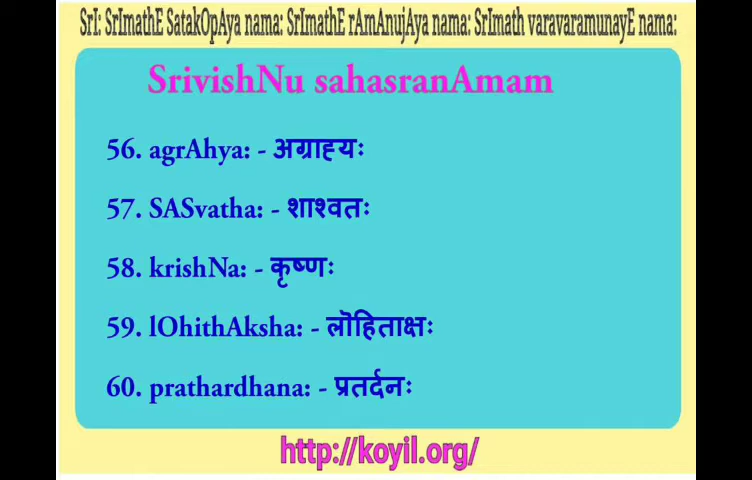 SrI: SrImathE SatakOpAya nama: SrImathE rAmAnujAya nama: SrImath varavaramunayE nama:
SrivishNu sahasranAmam
56. agrAhya: - अग्राह्यः
57. SASvatha: - शाश्वतः
58. krishNa: - कृष्णः
59. lOhithAksha: - लॊहिताक्षः
60. prathardhana: - प्रतर्दनः
http://koyil.org/